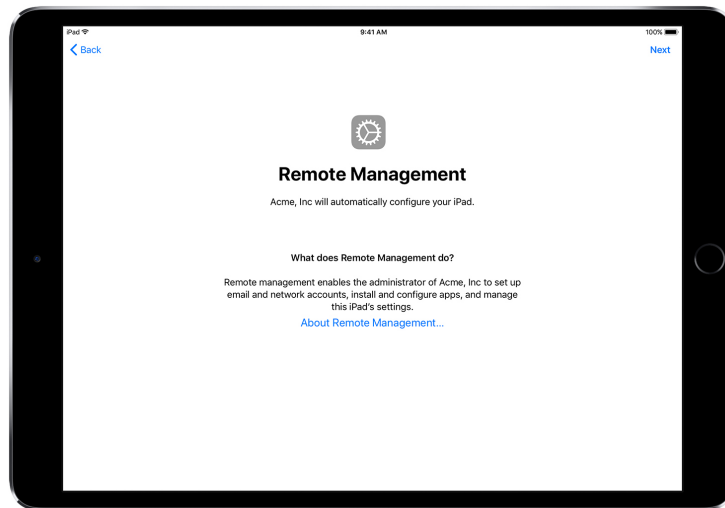 iPad 9:41 AM 100%
Back Next
Remote Management
Acme, Inc will automatically configure your iPad.
What does Remote Management do?
Remote management enables the administrator of Acme, Inc to set up
email and network accounts, install and configure apps, and manage
this iPad's settings.
About Remote Management...